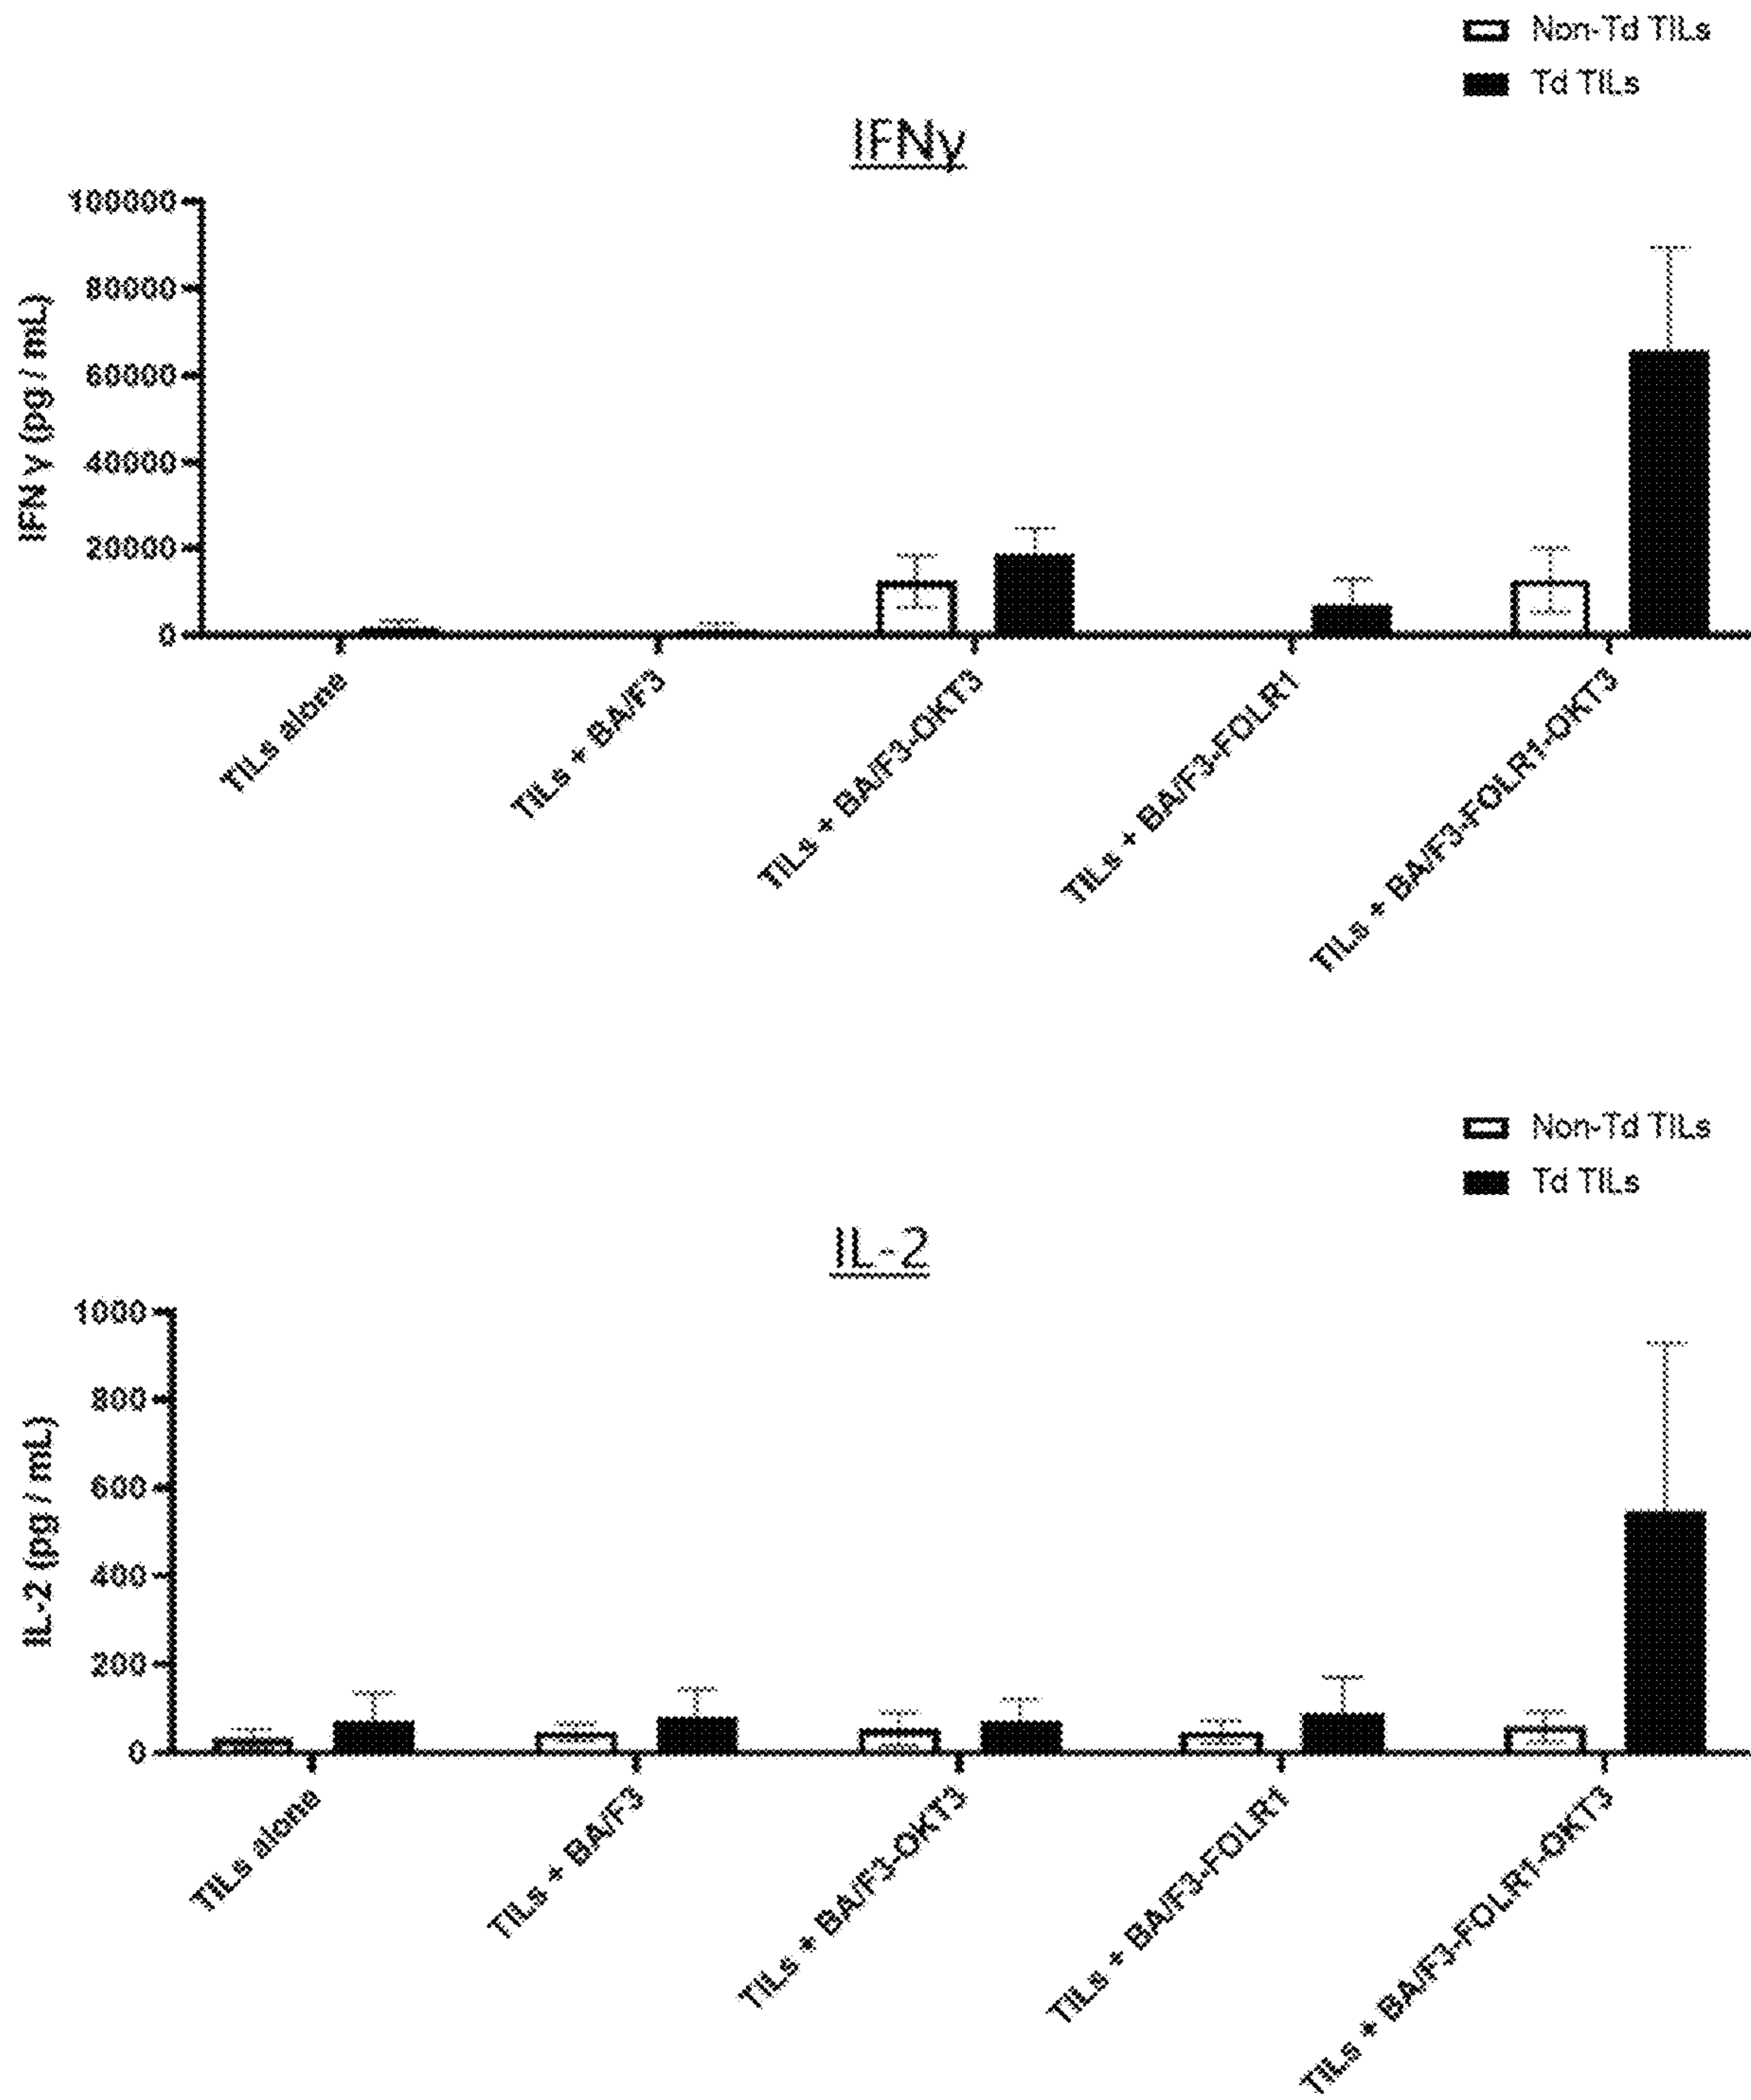 Non-Td TILs
Td TILs
IFNγ
IFN γ (pg / mL)
100000
80000
60000
40000
20000
0
TILs alone
TILs + BA/F3
TILs + BA/F3-OKT3
TILs + BA/F3-FOLR1
TILs + BA/F3-FOLR1-OKT3
Non-Td TILs
Td TILs
IL-2
IL-2 (pg / mL)
1000
800
600
400
200
0
TILs alone
TILs + BA/F3
TILs + BA/F3-OKT3
TILs + BA/F3-FOLR1
TILs + BA/F3-FOLR1-OKT3